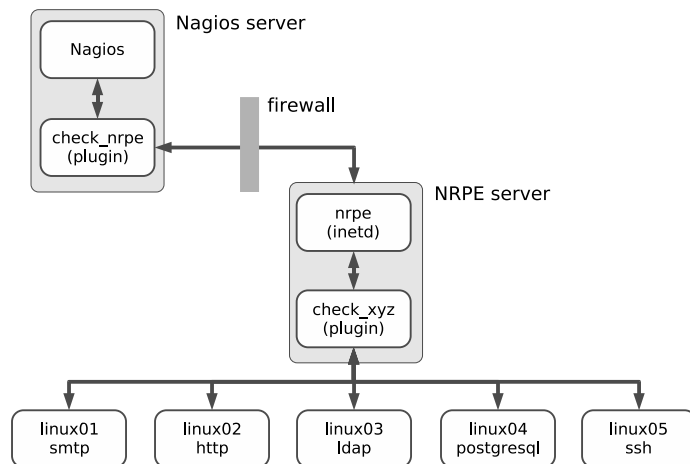 Nagios server
Nagios
check_nrpe
(plugin)
firewall
NRPE server
nrpe
(inetd)
check_xyz
(plugin)
linux01
smtp
linux02
http
linux03
ldap
linux04
postgresql
linux05
ssh